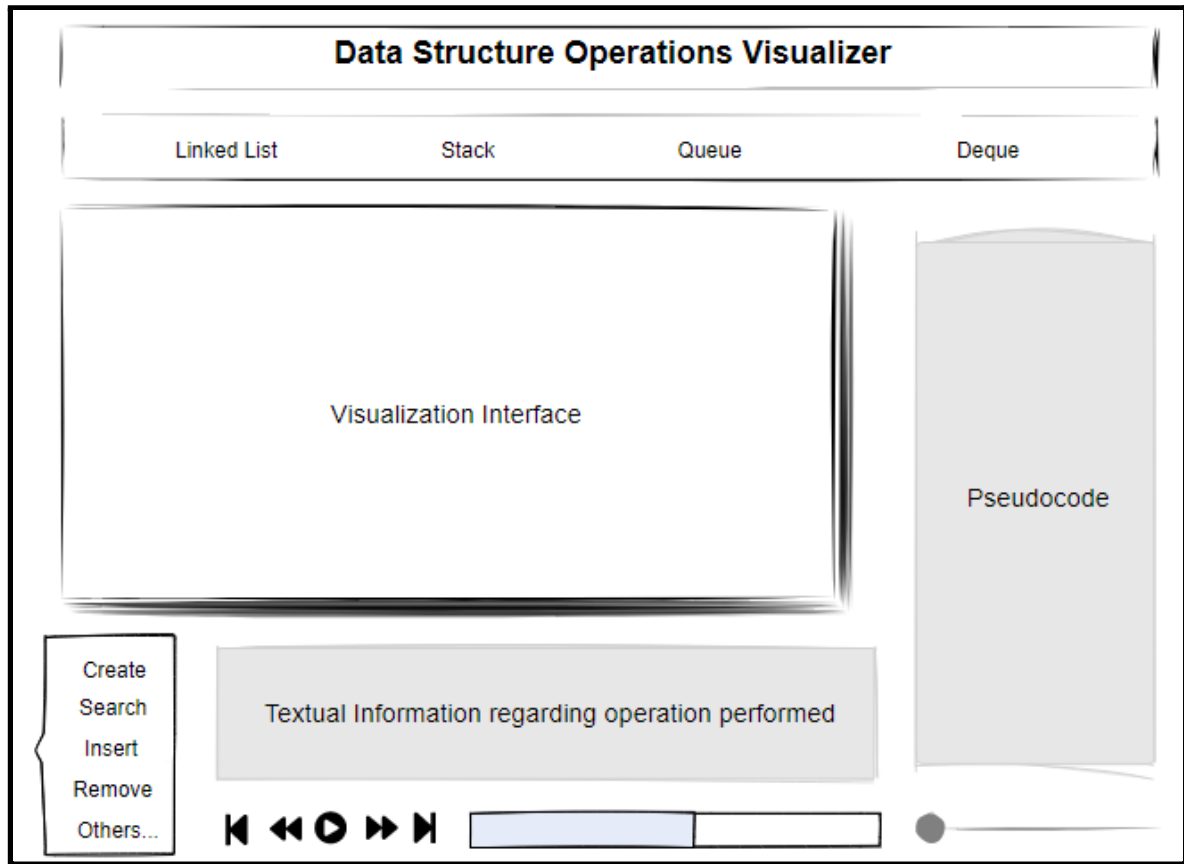 Data Structure Operations Visualizer
Linked List Stack Queue Deque
Visualization Interface
Pseudocode
Create
Search
Insert
Remove
Others...
Textual Information regarding operation performed